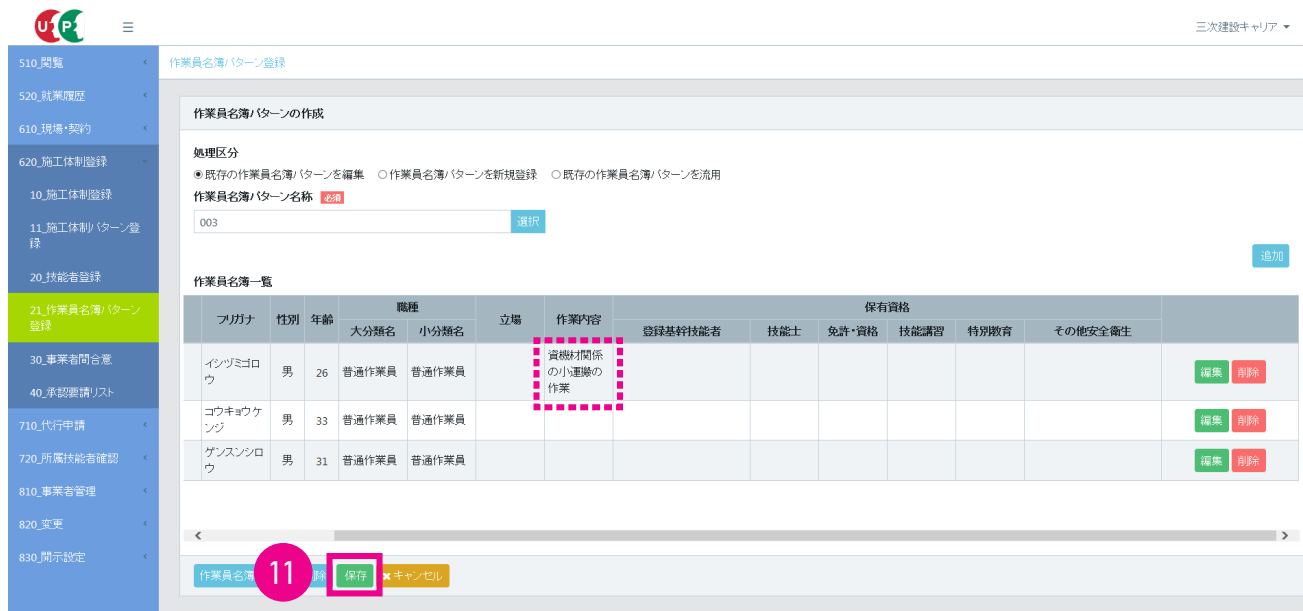 UPI
三次建設キャリア
510_閲覧
520_就業履歴
610_現場・契約
620_施工体制登録
10_施工体制登録
11_施工体制パターン登
録
20_技能者登録
21_作業員名簿パターン
登録
30_事業者間合意
40_承認要請リスト
710_代行申請
720_所属技能者確認
810_事業者管理
820_変更
830_開示設定
作業員名簿パターン登録
作業員名簿パターンの作成
処理区分
既存の作業員名簿パターンを編集 作業員名簿パターンを新規登録 既存の作業員名簿パターンを流用
作業員名簿パターン名称 必須
003 選択
追加
作業員名簿一覧
フリガナ 性別 年齢 職種 立場 作業内容 保有資格
大分類名 小分類名 登録基幹技能者 技能士 免許・資格 技能講習 特別教育 その他安全衛生
イシヅミゴロ
ウ 男 26 普通作業員 普通作業員 資機材関係
の小運搬の
作業 編集 削除
コウキョウケ
ンジ 男 33 普通作業員 普通作業員 編集 削除
ゲンスンシロ
ウ 男 31 普通作業員 普通作業員 編集 削除
作業員名 11 除 保存 ✖キャンセル